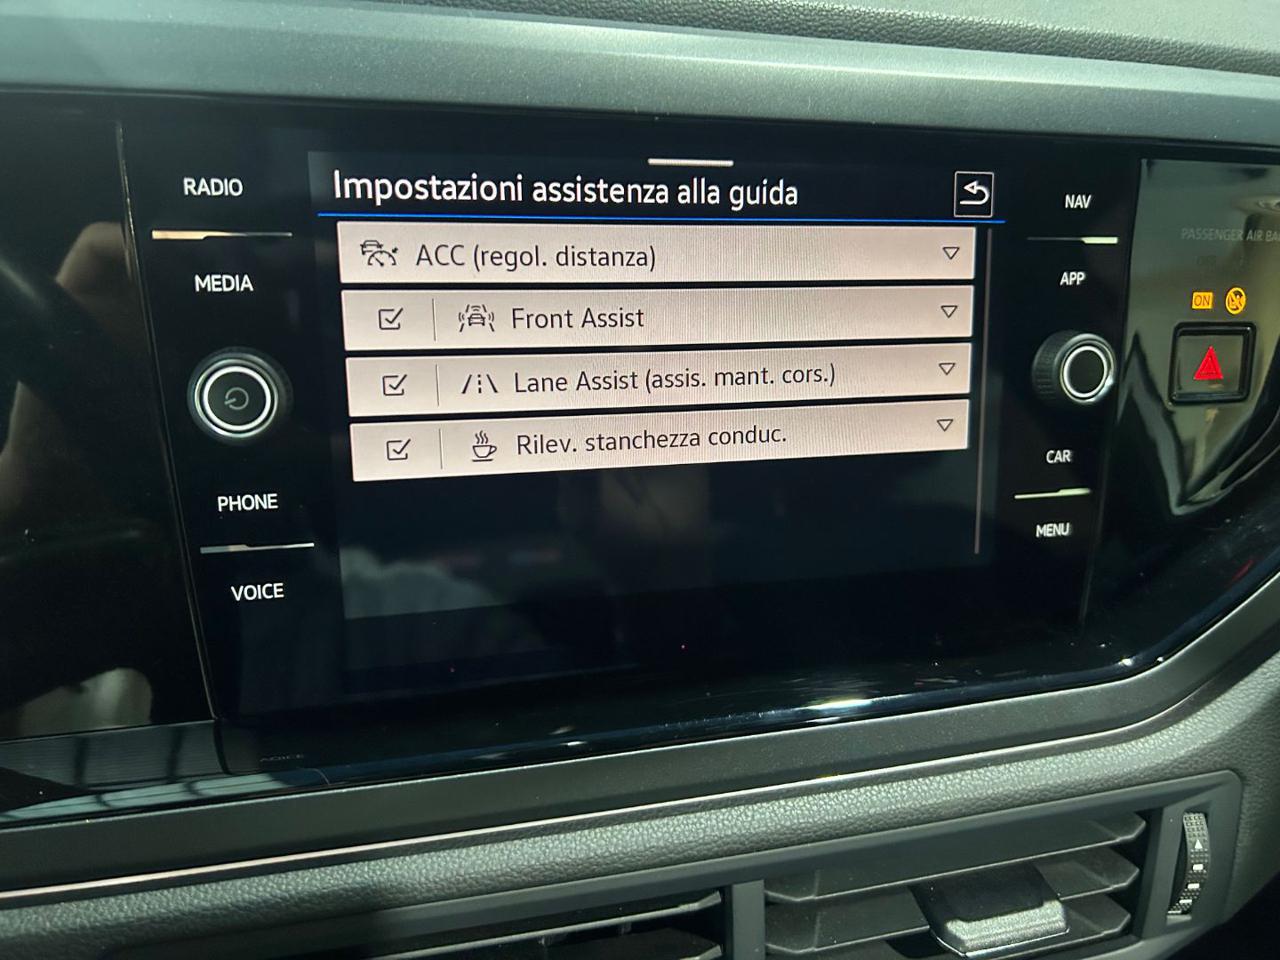 RADIO
MEDIA
PHONE
VOICE
Impostazioni assistenza alla guida
ACC (regol. distanza)
Front Assist
Lane Assist (assis. mant. cors.)
Rilev. stanchezza conduc.
NAV
APP
CAR
MENU
PASSENGER AIR BA
ON